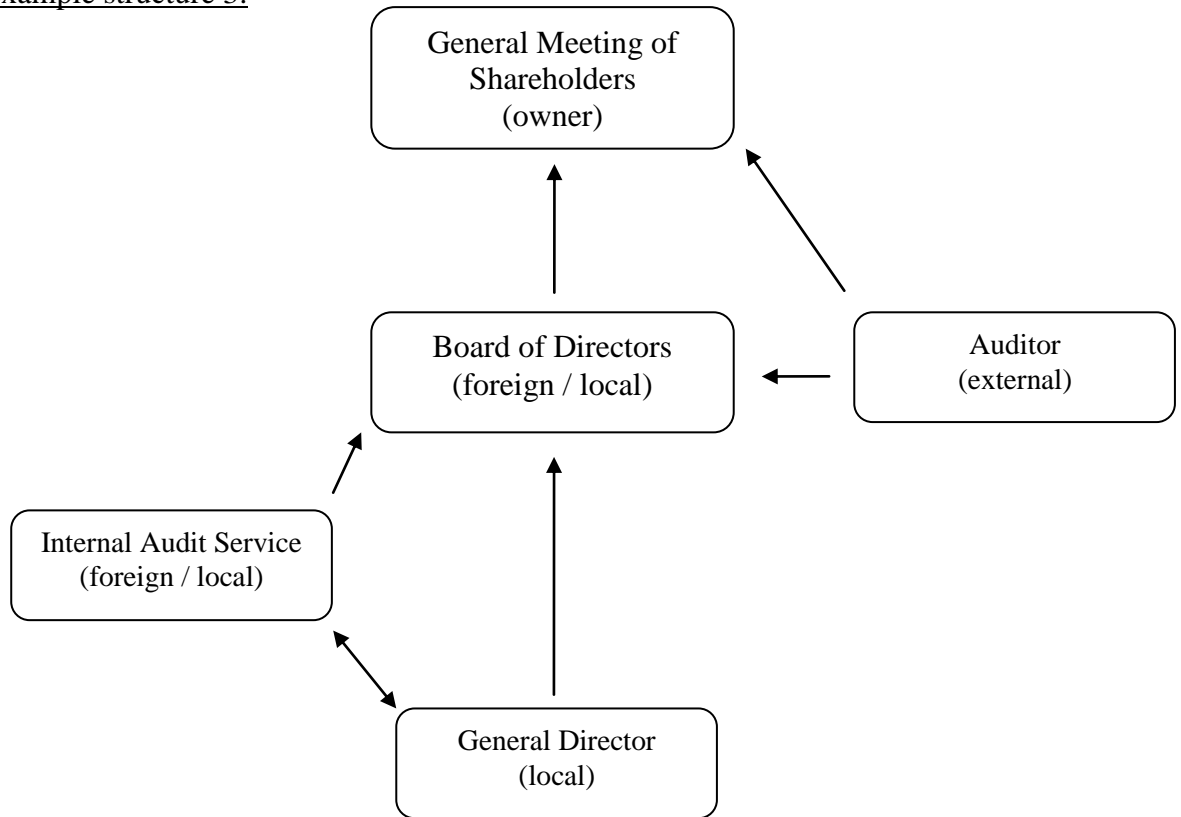 xample structure 3:
General Meeting of
Shareholders
(owner)
Board of Directors
(foreign / local)
Auditor
(external)
Internal Audit Service
(foreign / local)
General Director
(local)